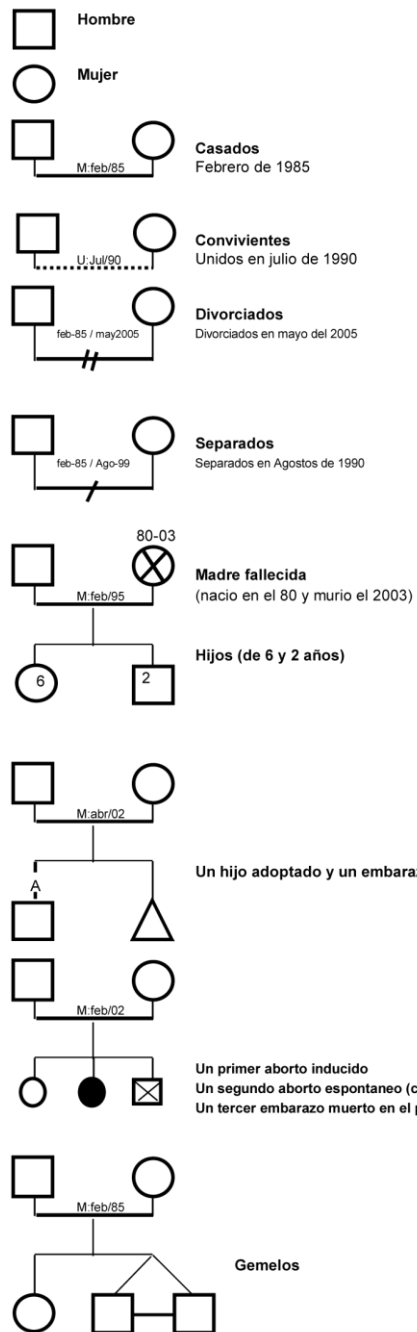 Hombre
Mujer
M:feb/85
Casados
Febrero de 1985
U:Jul/90
Convivientes
Unidos en julio de 1990
feb-85 / may2005
Divorciados
Divorciados en mayo del 2005
feb-85 / Ago-99
Separados
Separados en Agostos de 1990
80-03
M:feb/95
Madre fallecida
(nacio en el 80 y murio el 2003)
6
2
Hijos (de 6 y 2 años)
M:abr/02
A
Un hijo adoptado y un
M:feb/02
Un primer aborto inducido
Un segundo aborto espontaneo
Un tercer embarazo muerto en el
M:feb/85
Gemelos